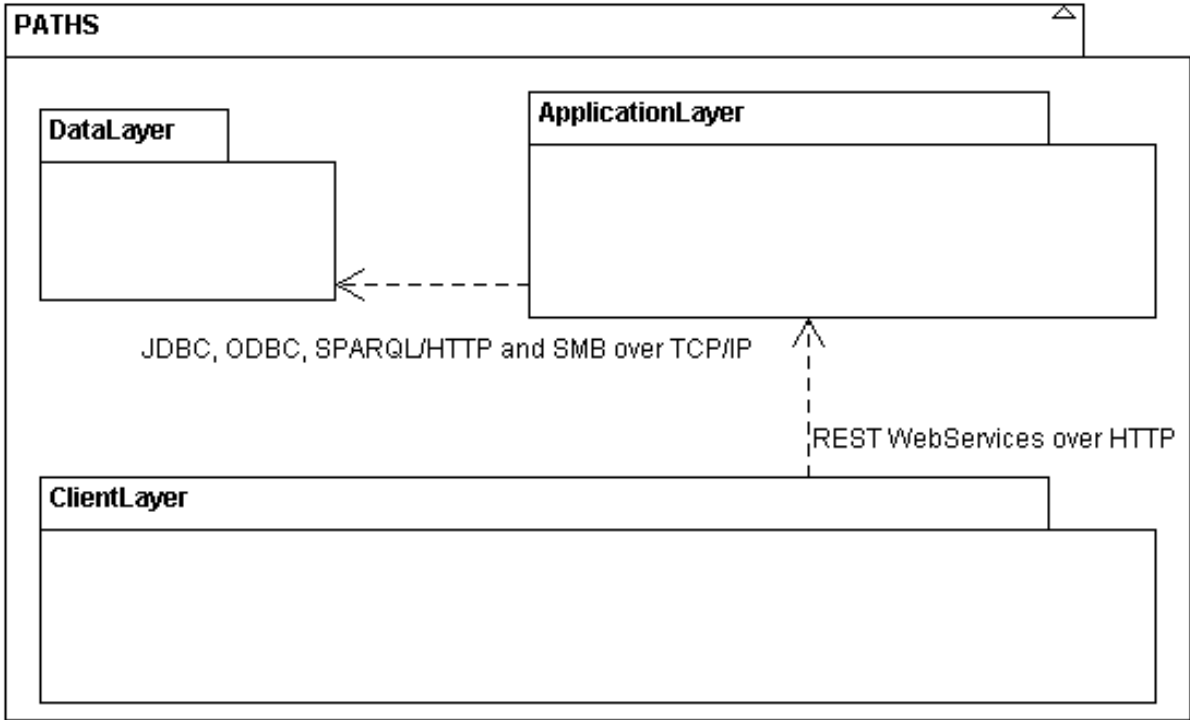 PATHS
DataLayer
ApplicationLayer
JDBC, ODBC, SPARQL/HTTP and SMB over TCP/IP
REST WebServices over HTTP
ClientLayer